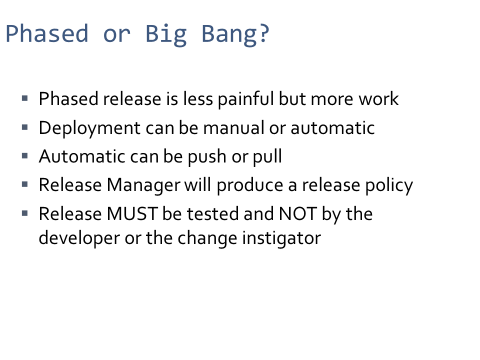 Phased or Big Bang?
▪ Phased release is less painful but more work
▪ Deployment can be manual or automatic
▪ Automatic can be push or pull
▪ Release Manager will produce a release policy
▪ Release MUST be tested and NOT by the
developer or the change instigator